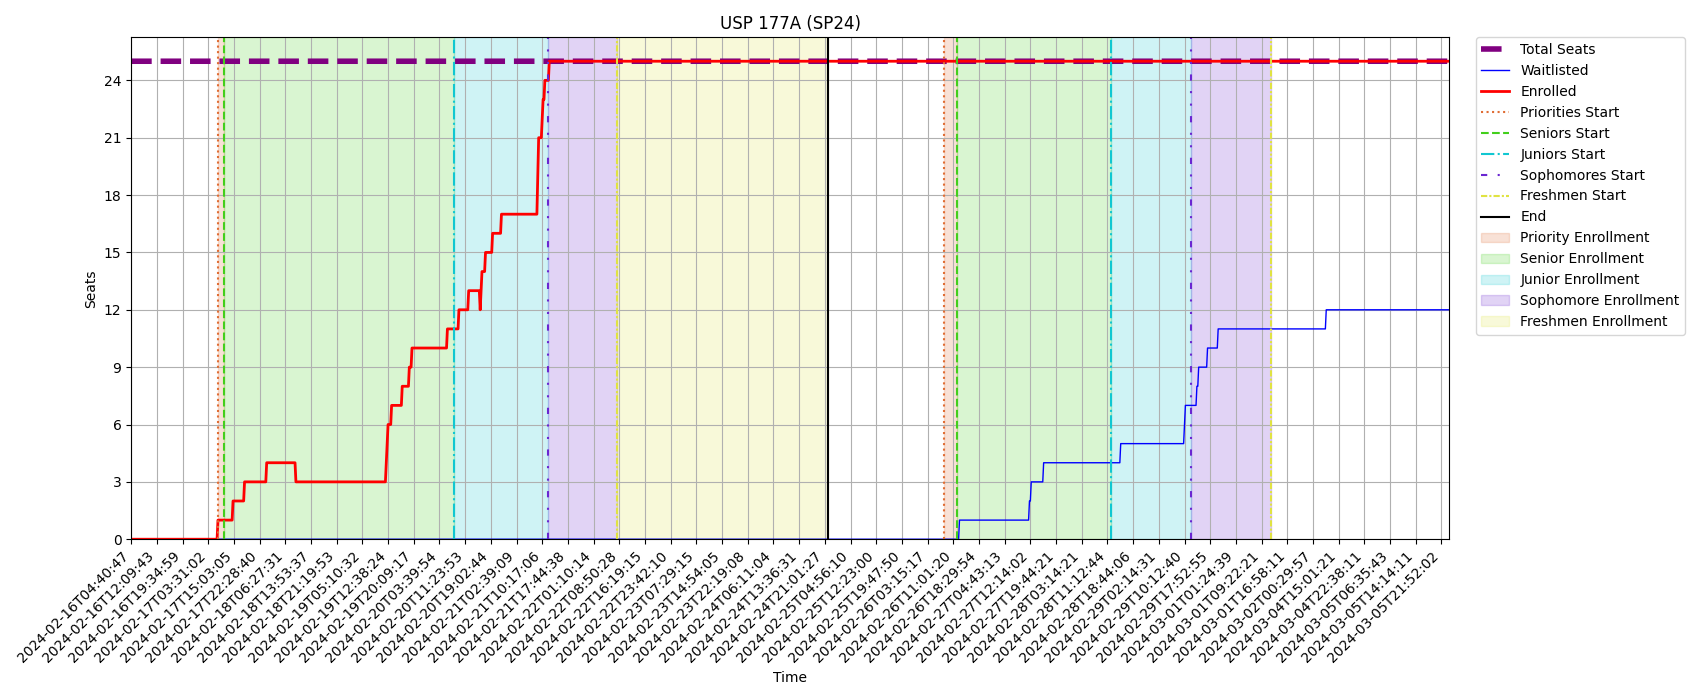 USP 177A (SP24)
Seats
24
21
18
15
12
9
6
3
0
2024-02-16T04:40:47
2024-02-16T12:09:43
2024-02-16T19:34:59
2024-02-17T03:31:02
2024-02-17T15:03:05
2024-02-17T22:28:40
2024-02-18T06:27:31
2024-02-18T13:53:37
2024-02-18T21:19:53
2024-02-19T05:10:32
2024-02-19T12:38:24
2024-02-19T20:09:17
2024-02-20T03:39:54
2024-02-20T11:23:53
2024-02-20T19:02:44
2024-02-21T02:39:09
2024-02-21T10:17:06
2024-02-21T17:44:38
2024-02-22T01:10:14
2024-02-22T08:50:28
2024-02-22T16:19:15
2024-02-22T23:42:10
2024-02-23T07:29:15
2024-02-23T14:54:05
2024-02-23T22:19:08
2024-02-24T06:11:04
2024-02-24T13:36:31
2024-02-24T21:01:27
2024-02-25T04:56:10
2024-02-25T12:23:00
2024-02-25T19:47:50
2024-02-26T03:15:17
2024-02-26T11:01:20
2024-02-26T18:29:54
2024-02-27T04:43:13
2024-02-27T12:14:02
2024-02-27T19:44:21
2024-02-28T03:14:21
2024-02-28T11:12:44
2024-02-28T18:44:06
2024-02-29T02:14:31
2024-02-29T10:12:40
2024-02-29T17:52:55
2024-03-01T01:24:39
2024-03-01T09:22:21
2024-03-01T16:58:11
2024-03-02T00:29:57
2024-03-04T15:01:21
2024-03-04T22:38:11
2024-03-05T06:35:43
2024-03-05T14:14:11
2024-03-05T21:52:02
Time
Total Seats
Waitlisted
Enrolled
Priorities Start
Seniors Start
Juniors Start
Sophomores Start
Freshmen Start
End
Priority Enrollment
Senior Enrollment
Junior Enrollment
Sophomore Enrollment
Freshmen Enrollment